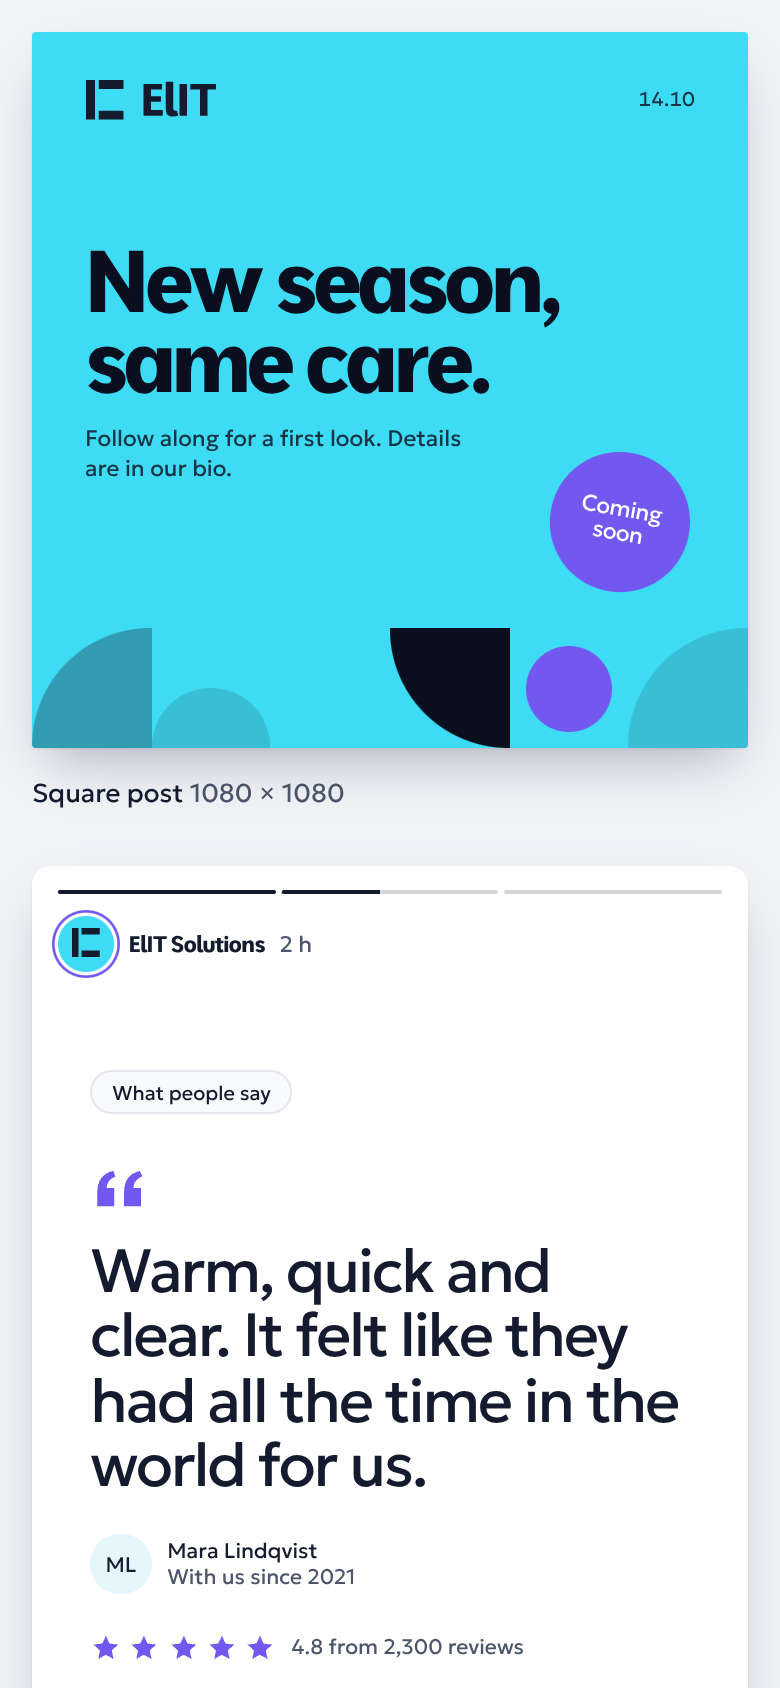 ElIT
14.10
New season,
same care.
Follow along for a first look. Details
are in our bio.
Coming
soon
Square post 1080 × 1080
ElIT Solutions 2 h
What people say
“
Warm, quick and
clear. It felt like they
had all the time in the
world for us.
ML
Mara Lindqvist
With us since 2021
4.8 from 2,300 reviews